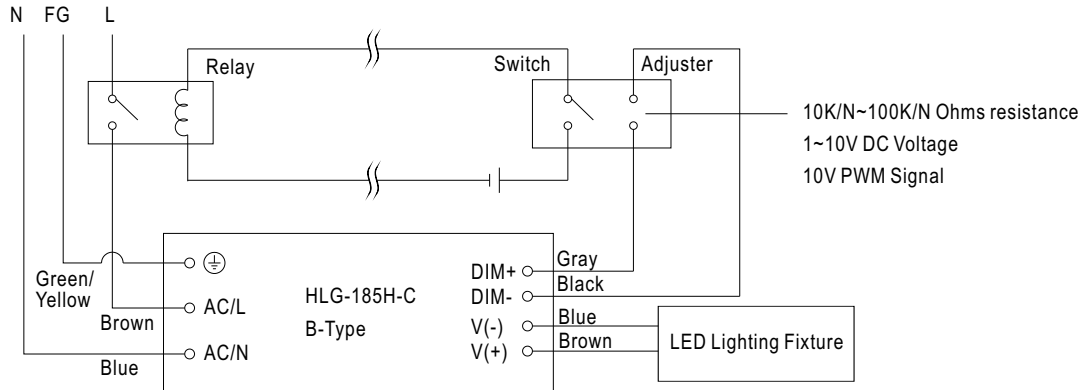 N FG L
Relay
Switch
Adjuster
10K/N~100K/N Ohms resistance
1~10V DC Voltage
10V PWM Signal
Green/
Yellow
Brown
Blue
AC/L
AC/N
HLG-185H-C
B-Type
DIM+
DIM-
V(-)
V(+)
Gray
Black
Blue
Brown
LED Lighting Fixture